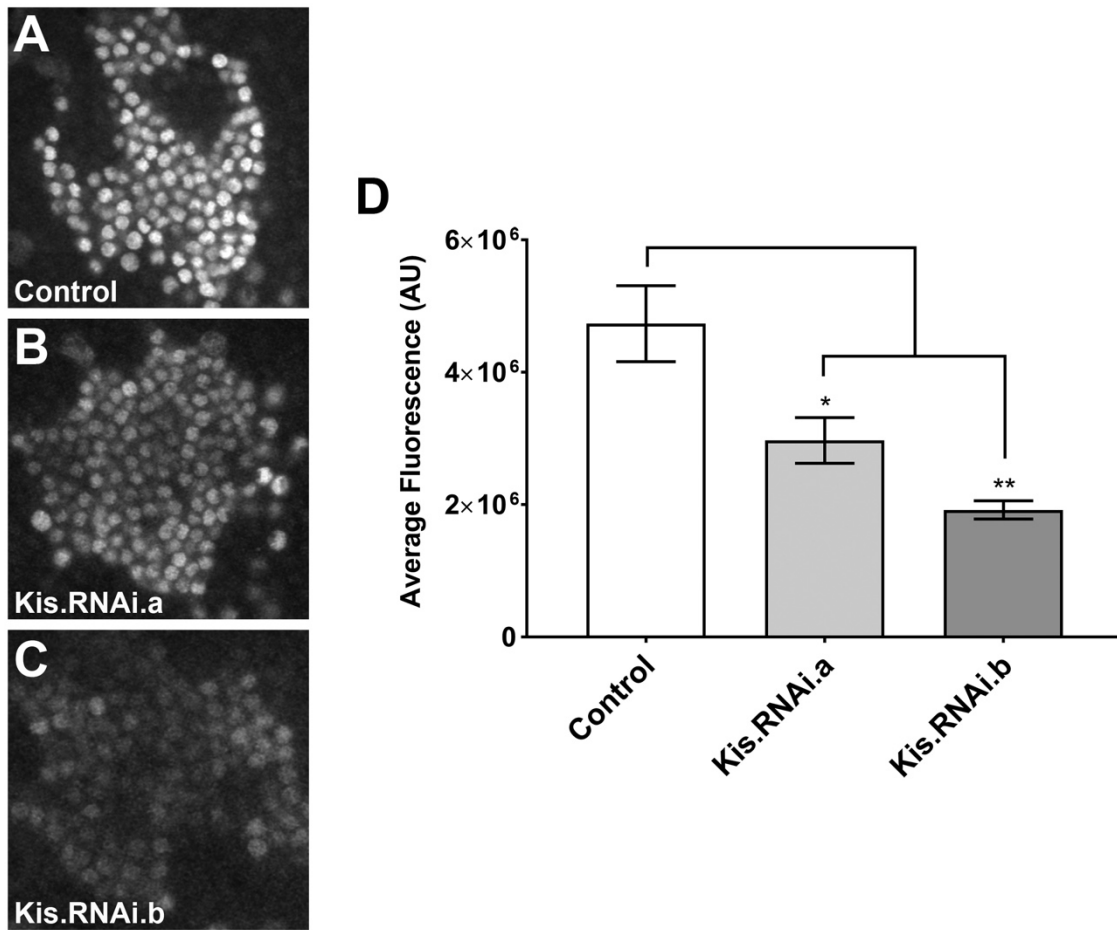 A
Control
B
Kis.RNAi.a
C
Kis.RNAi.b
D
Average Fluorescence (AU)
6×10⁶
4×10⁶
2×10⁶
0
*
**
Control
Kis.RNAi.a
Kis.RNAi.b